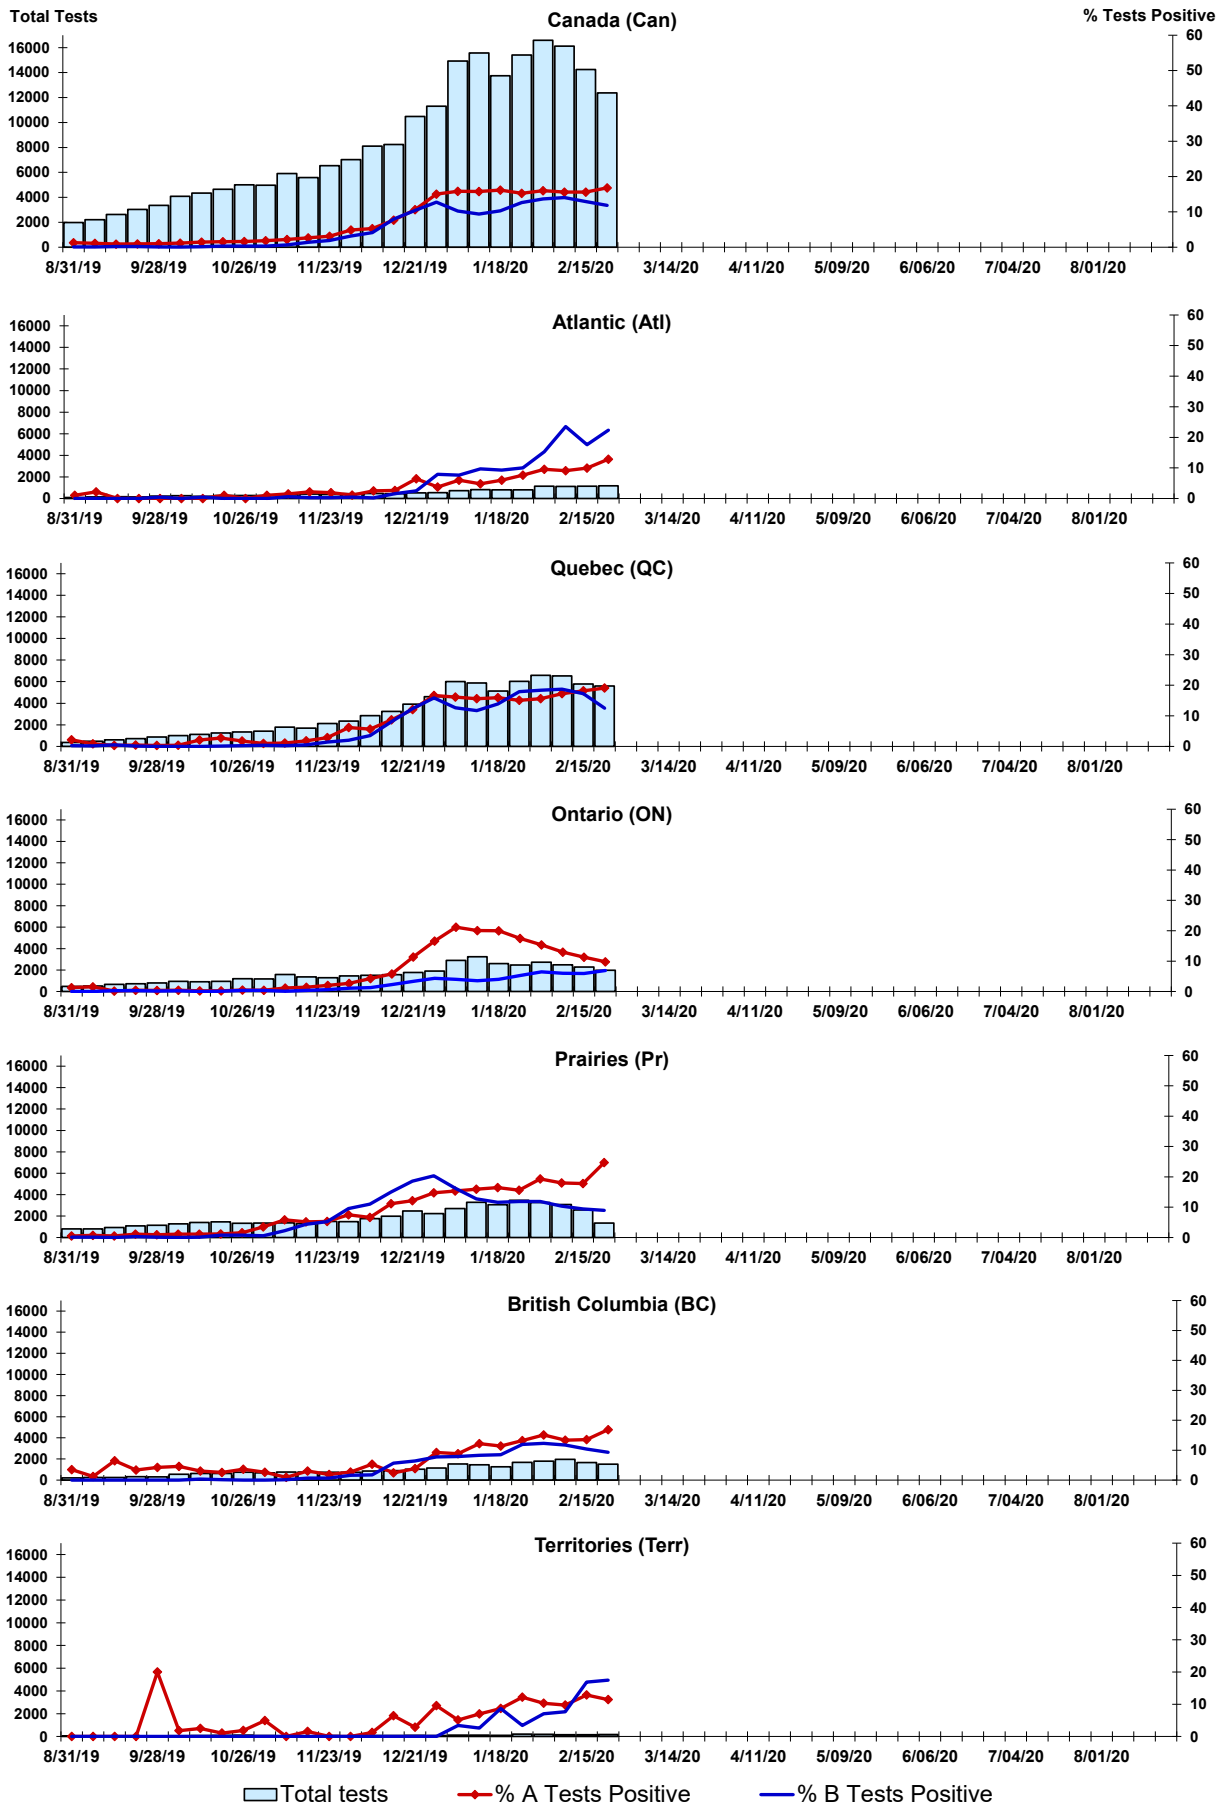 Total Tests
Canada (Can)
% Tests Positive
16000 14000 12000 10000 8000 6000 4000 2000 0
60 50 40 30 20 10 0
8/31/19 9/28/19 10/26/19 11/23/19 12/21/19 1/18/20 2/15/20 3/14/20 4/11/20 5/09/20 6/06/20 7/04/20 8/01/20
Atlantic (Atl)
16000 14000 12000 10000 8000 6000 4000 2000 0
60 50 40 30 20 10 0
8/31/19 9/28/19 10/26/19 11/23/19 12/21/19 1/18/20 2/15/20 3/14/20 4/11/20 5/09/20 6/06/20 7/04/20 8/01/20
Quebec (QC)
16000 14000 12000 10000 8000 6000 4000 2000 0
60 50 40 30 20 10 0
8/31/19 9/28/19 10/26/19 11/23/19 12/21/19 1/18/20 2/15/20 3/14/20 4/11/20 5/09/20 6/06/20 7/04/20 8/01/20
Ontario (ON)
16000 14000 12000 10000 8000 6000 4000 2000 0
60 50 40 30 20 10 0
8/31/19 9/28/19 10/26/19 11/23/19 12/21/19 1/18/20 2/15/20 3/14/20 4/11/20 5/09/20 6/06/20 7/04/20 8/01/20
Prairies (Pr)
16000 14000 12000 10000 8000 6000 4000 2000 0
60 50 40 30 20 10 0
8/31/19 9/28/19 10/26/19 11/23/19 12/21/19 1/18/20 2/15/20 3/14/20 4/11/20 5/09/20 6/06/20 7/04/20 8/01/20
British Columbia (BC)
16000 14000 12000 10000 8000 6000 4000 2000 0
60 50 40 30 20 10 0
8/31/19 9/28/19 10/26/19 11/23/19 12/21/19 1/18/20 2/15/20 3/14/20 4/11/20 5/09/20 6/06/20 7/04/20 8/01/20
Territories (Terr)
16000 14000 12000 10000 8000 6000 4000 2000 0
60 50 40 30 20 10 0
8/31/19 9/28/19 10/26/19 11/23/19 12/21/19 1/18/20 2/15/20 3/14/20 4/11/20 5/09/20 6/06/20 7/04/20 8/01/20
Total tests % A Tests Positive % B Tests Positive